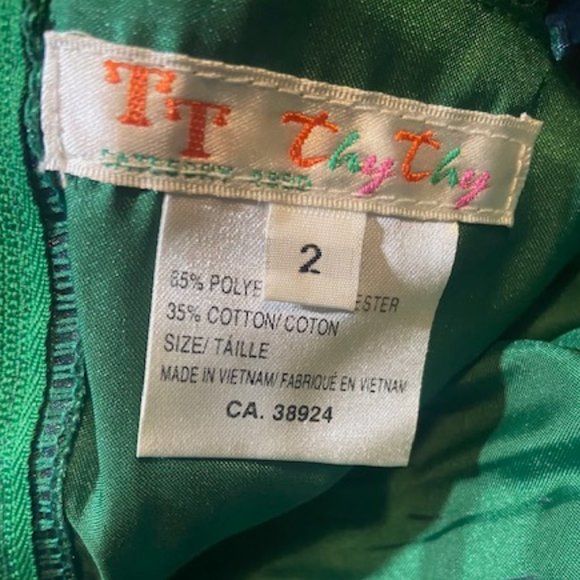 TT thy thy
2
65% POLYE ESTER
35% COTTON/ COTON
SIZE/ TAILLE
MADE IN VIETNAM/ FABRIQUÉ EN VIETNAM
CA. 38924